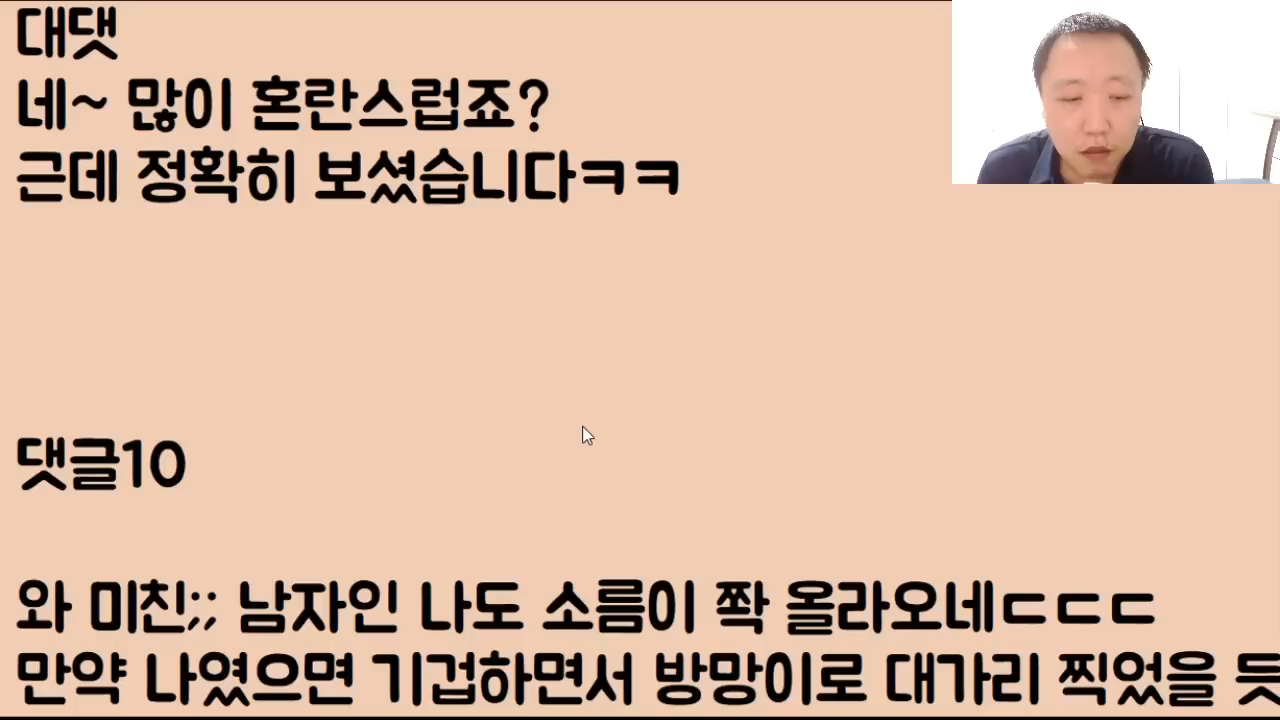 대댓
네~ 많이 혼란스럽죠?
근데 정확히 보셨습니다ㅋㅋ
댓글10
와 미친;; 남자인 나도 소름이 쫙 올라오네ㄷㄷㄷ
만약 나였으면 기겁하면서 방망이로 대가리 찍었을 듯